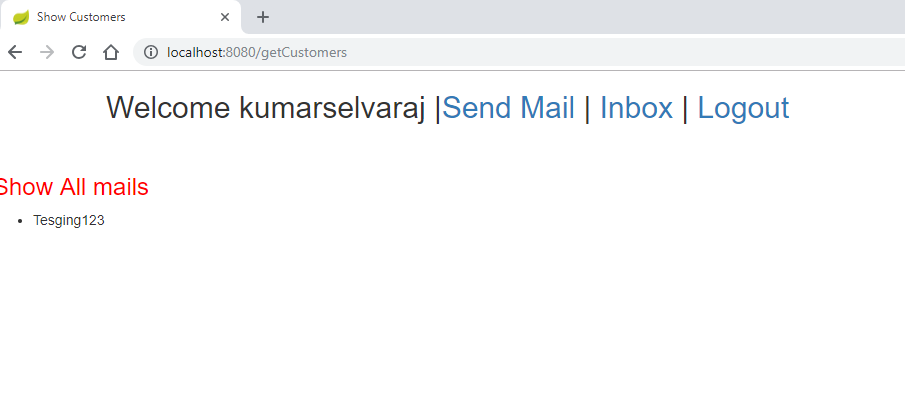 Show Customers
localhost:8080/getCustomers
Welcome kumarselvaraj |Send Mail | Inbox | Logout
Show All mails
Tesging123